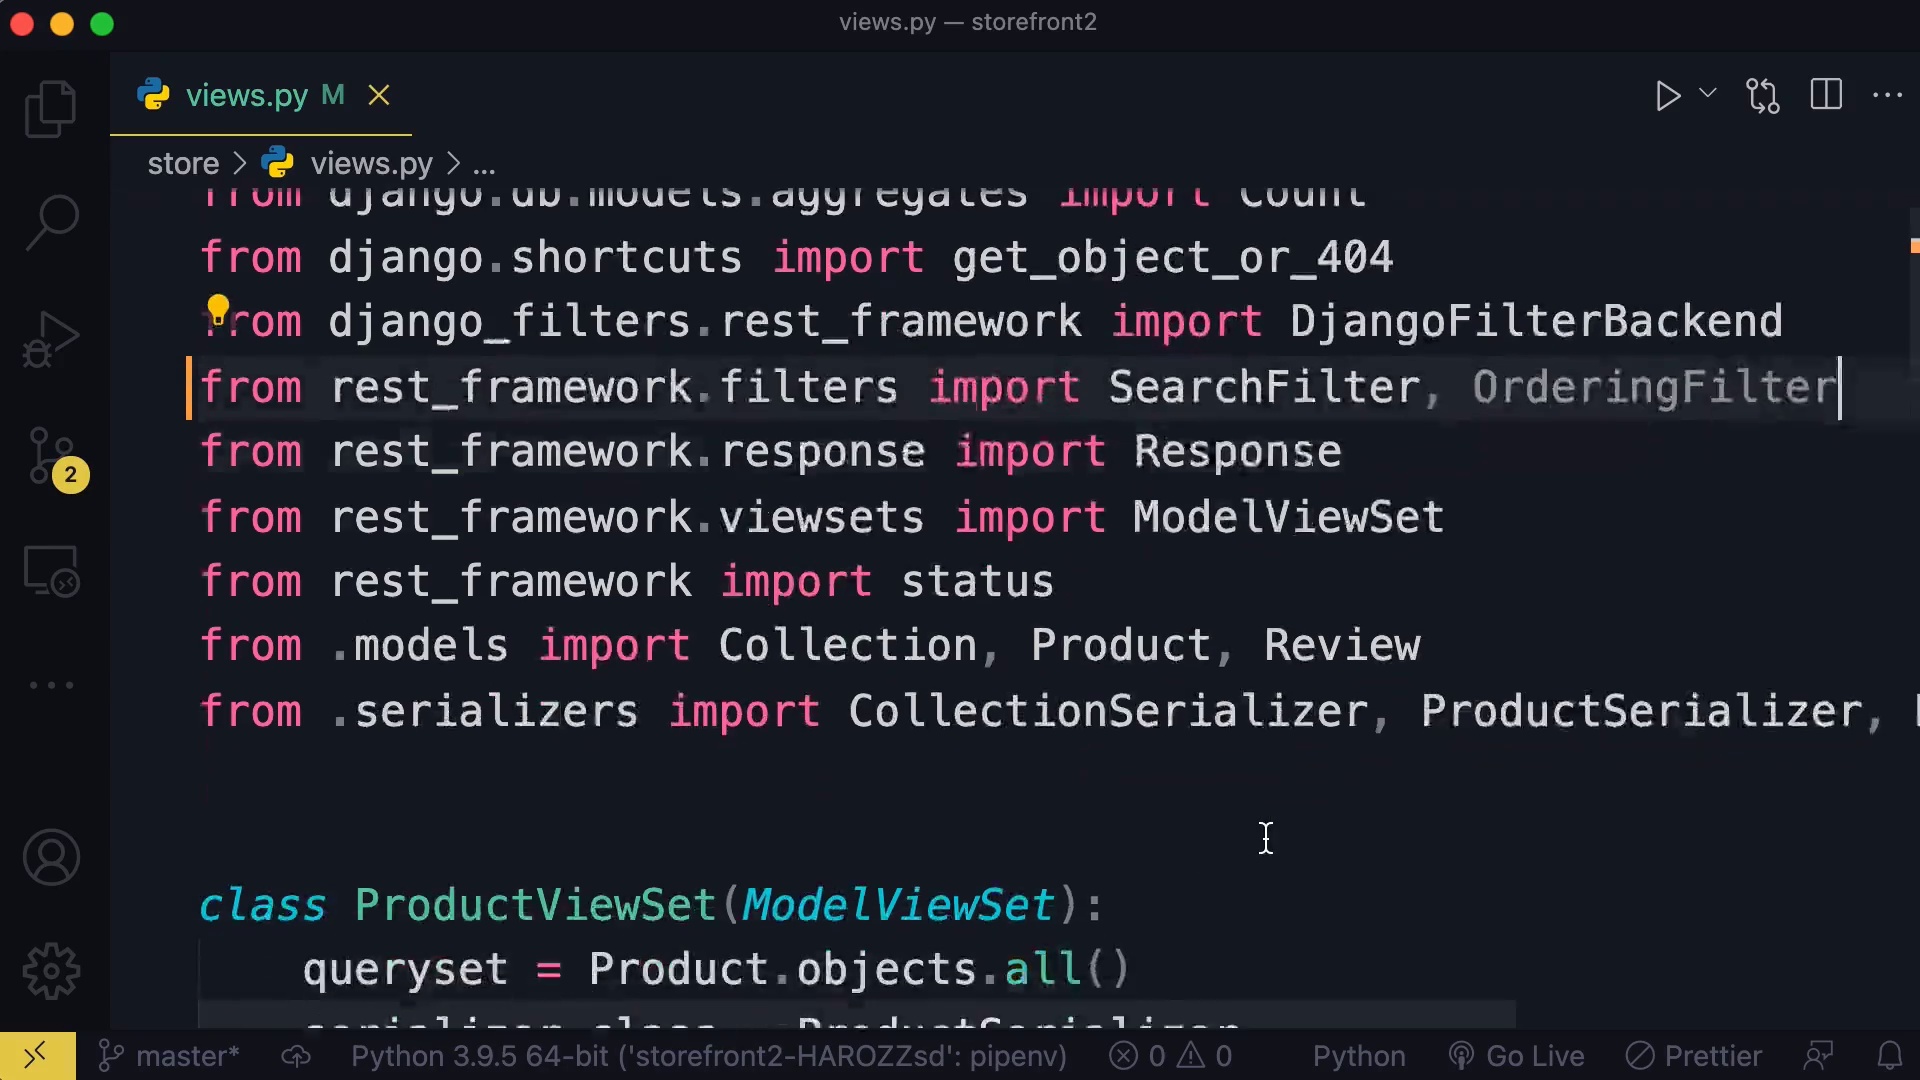 views.py — storefront2
views.py M
store > views.py > ...
from django.db.models.aggregates import Count
from django.shortcuts import get_object_or_404
from django_filters.rest_framework import DjangoFilterBackend
from rest_framework.filters import SearchFilter, OrderingFilter
from rest_framework.response import Response
from rest_framework.viewsets import ModelViewSet
from rest_framework import status
from .models import Collection, Product, Review
from .serializers import CollectionSerializer, ProductSerializer,
2
class ProductViewSet(ModelViewSet):
queryset = Product.objects.all()
serializer_class = ProductSerializer
master* Python 3.9.5 64-bit ('storefront2-HAROZZsd': pipenv) 0 0 Python Go Live Prettier